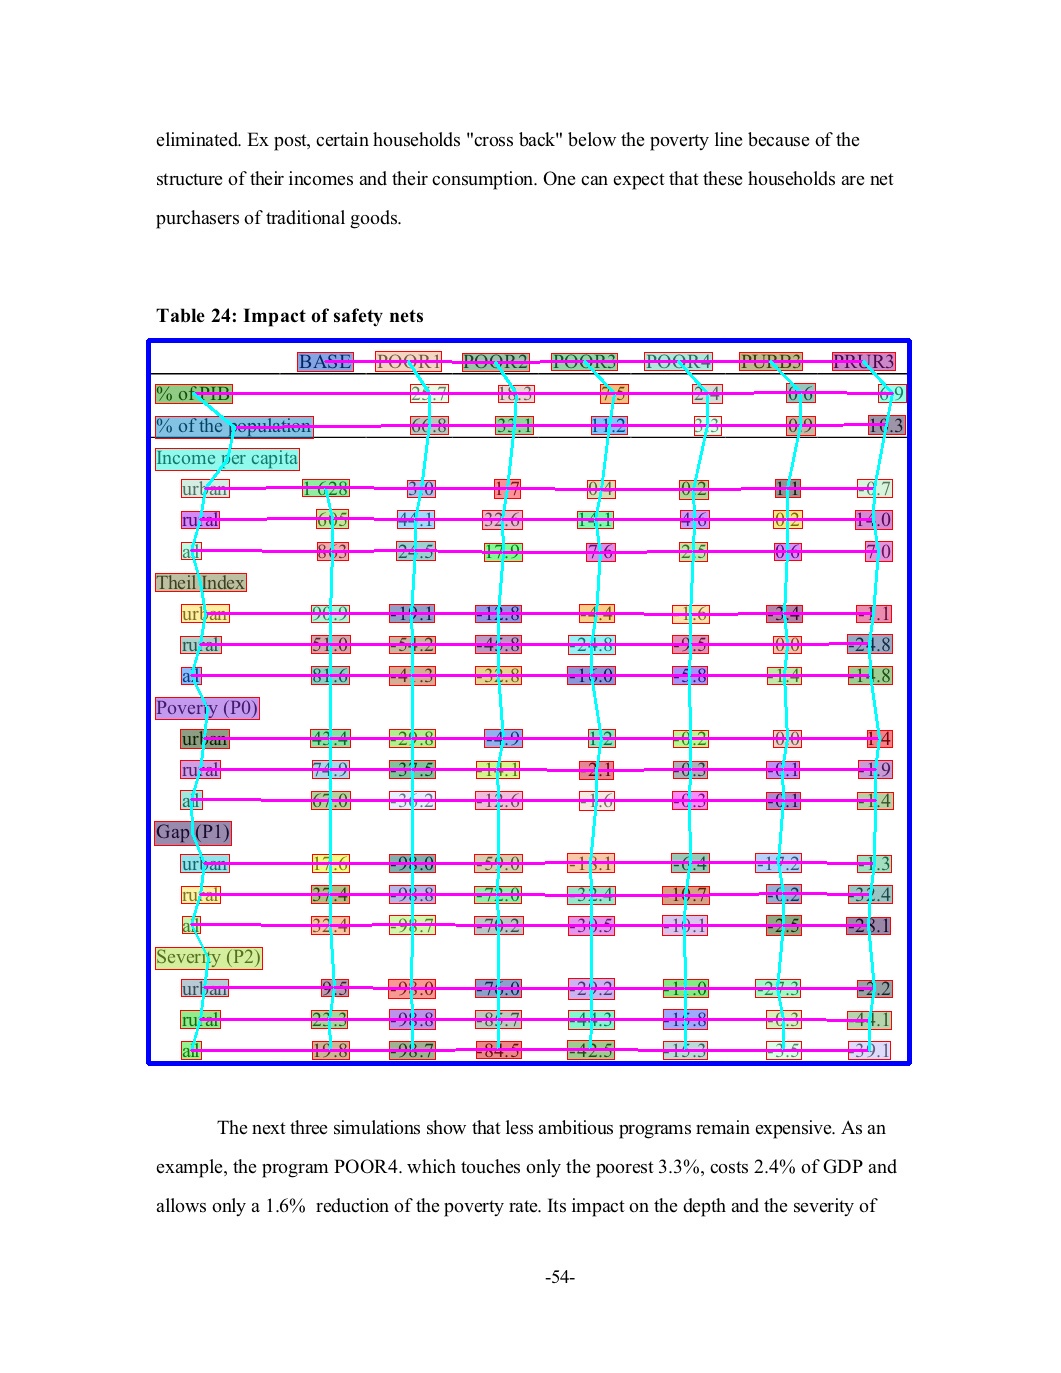 eliminated. Ex post, certain households "cross back" below the poverty line because of the
structure of their incomes and their consumption. One can expect that these households are net
purchasers of traditional goods.
Table 24: Impact of safety nets
BASE POOR1 POOR2 POOR3 POOR4 PURB3 PRUR3
% of PIB 18.3 7.5 2.4 0.6 6.9
% of the population 66.8 33.1 11.2 3.3 0.9 16.3
Income per capita
urban 1 628 3.0 1.7 0.4 0.2 1.1 -0.7
rural 605 44.1 32.6 14.1 4.6 0.2 14.0
all 863 24.5 17.9 7.6 2.5 0.6 7.0
Theil Index
urban 90.9 -19.1 -12.8 -4.4 -1.6 -3.4 -1.1
rural 51.0 -54.2 -45.8 -24.8 -9.5 0.0 -24.8
all 81.6 -32.8 -5.8 -1.4 -14.8
Poverty (P0)
urban 43.4 -29.8 -4.9 1.2 -0.2 0.0 1.4
rural 74.9 -37.5 -14.1 -2.1 -0.3 -0.1 -1.9
all 67.0 -36.2 -12.6 -1.6 -0.3 -0.1 -1.4
Gap (P1)
urban 17.6 -98.0 -59.0 -6.4 -17.2 -1.3
rural 37.4 -98.8 -72.0 -32.4 -10.7 -0.2 -32.4
all 32.4 -98.7 -70.2 -30.5 -10.1 -2.5 -28.1
Severity (P2)
urban 9.5 -98.0 -76.0 -29.2 -11.0 -27.3 -2.2
rural 23.3 -98.8 -85.7 -44.3 -15.8 -0.3 -44.1
all 19.8 -98.7 -84.5 -42.5 -15.3 -3.5 -39.1
The next three simulations show that less ambitious programs remain expensive. As an
example, the program POOR4. which touches only the poorest 3.3%, costs 2.4% of GDP and
allows only a 1.6% reduction of the poverty rate. Its impact on the depth and the severity of
-54-